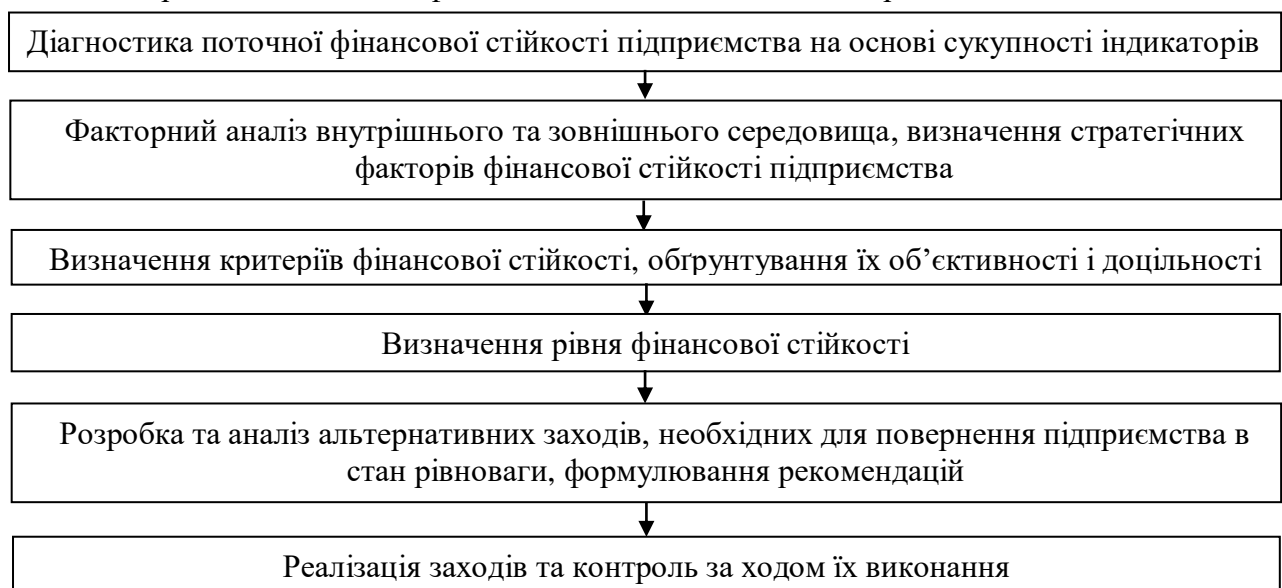 Діагностика поточної фінансової стійкості підприємства на основі сукупності індикаторів
Факторний аналіз внутрішнього та зовнішнього середовища, визначення стратегічних
факторів фінансової стійкості підприємства
Визначення критеріїв фінансової стійкості, обґрунтування їх об’єктивності і доцільності
Визначення рівня фінансової стійкості
Розробка та аналіз альтернативних заходів, необхідних для повернення підприємства в
стан рівноваги, формулювання рекомендацій
Реалізація заходів та контроль за ходом їх виконання